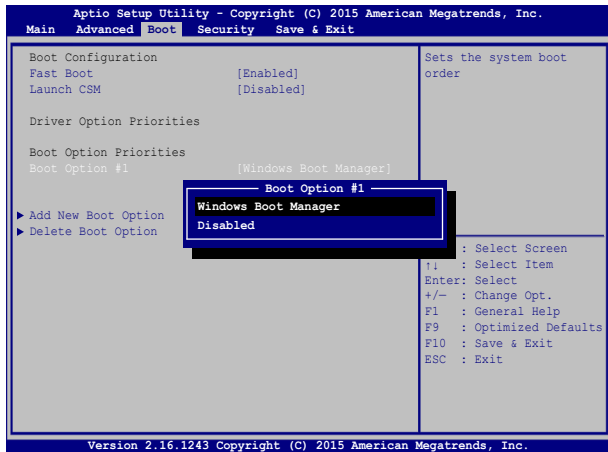 Aptio Setup Utility - Copyright (C) 2015 American Megatrends, Inc.
Main Advanced Boot Security Save & Exit
Boot Configuration
Fast Boot [Enabled]
Launch CSM [Disabled]
Driver Option Priorities
Boot Option Priorities
Boot Option #1 [Windows Boot Manager]
Boot Option #1
Windows Boot Manager
Disabled
▶ Add New Boot Option
▶ Delete Boot Option
Sets the system boot
order
: Select Screen
↑↓ : Select Item
Enter: Select
+/— : Change Opt.
F1 : General Help
F9 : Optimized Defaults
F10 : Save & Exit
ESC : Exit
Version 2.16.1243 Copyright (C) 2015 American Megatrends, Inc.